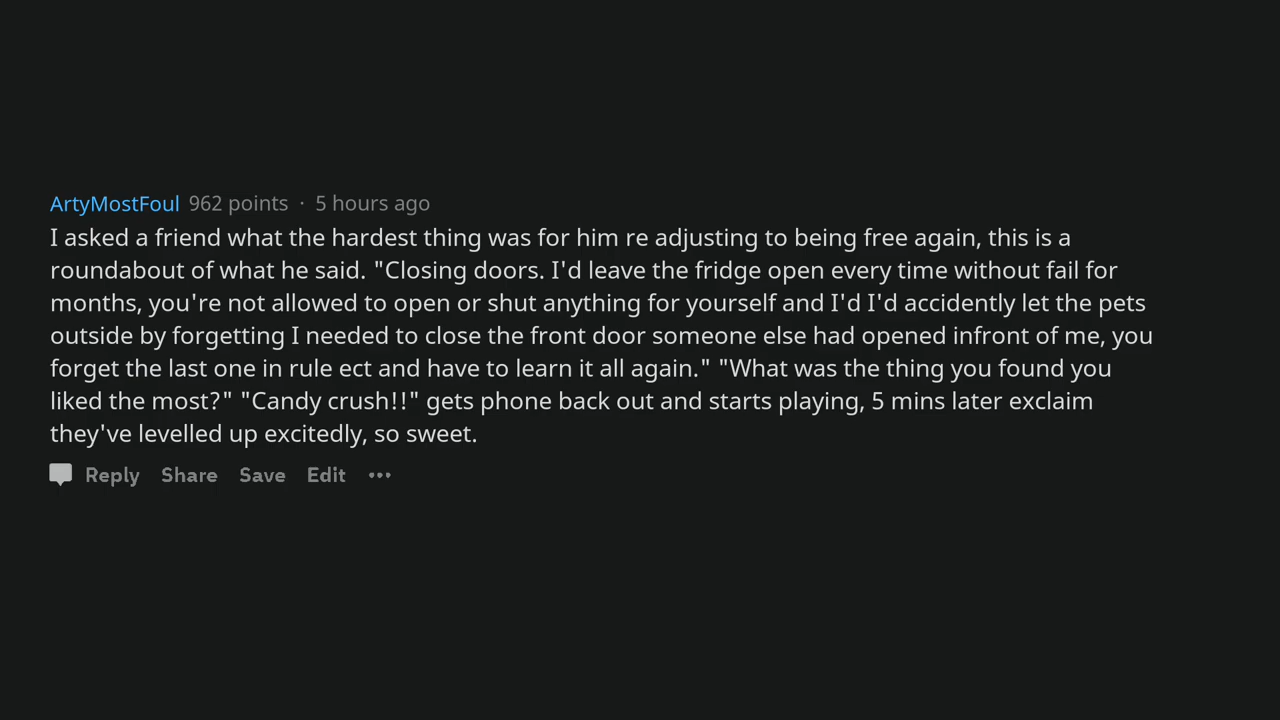 ArtyMostFoul 962 points · 5 hours ago
I asked a friend what the hardest thing was for him re adjusting to being free again, this is a
roundabout of what he said. "Closing doors. I'd leave the fridge open every time without fail for
months, you're not allowed to open or shut anything for yourself and I'd I'd accidently let the pets
outside by forgetting I needed to close the front door someone else had opened infront of me, you
forget the last one in rule ect and have to learn it all again." "What was the thing you found you
liked the most?" "Candy crush!!" gets phone back out and starts playing, 5 mins later exclaim
they've levelled up excitedly, so sweet.
Reply Share Save Edit •••